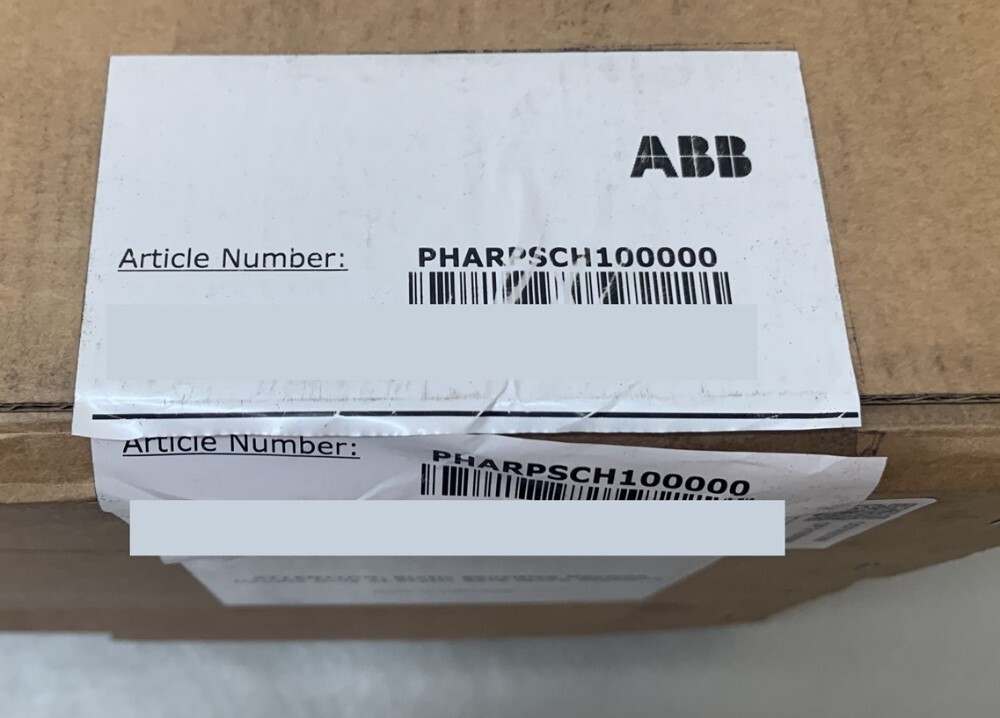 ABB
Article Number: PHARPSCH100000
Article Number: PHARPSCH100000